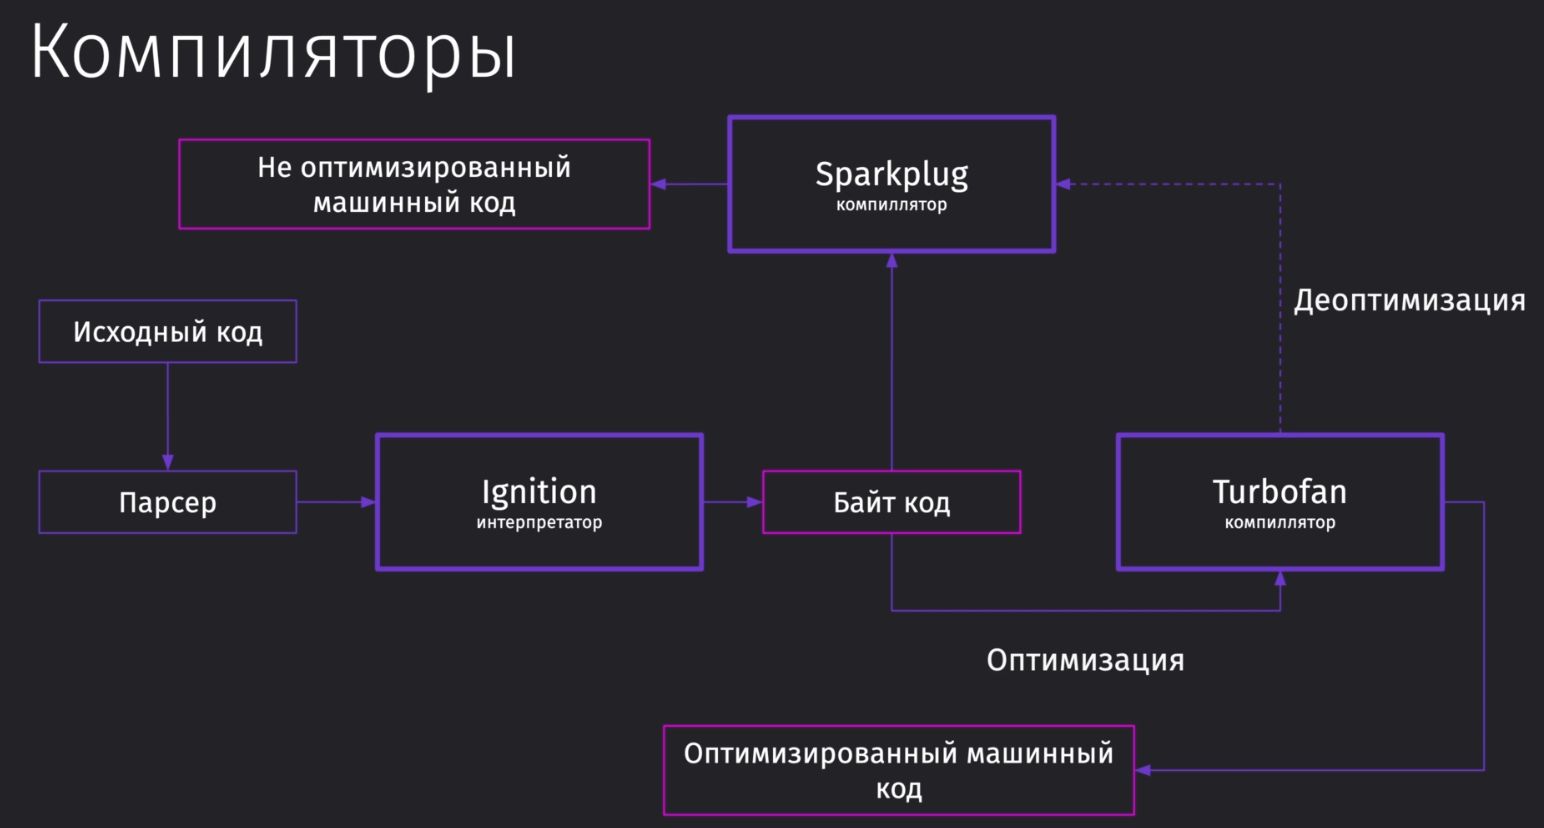 Компиляторы
Не оптимизированный
машинный код
Sparkplug
компиллятор
Деоптимизация
Исходный код
Парсер
Ignition
интерпретатор
Байт код
Turbofan
компиллятор
Оптимизация
Оптимизированный машинный
код